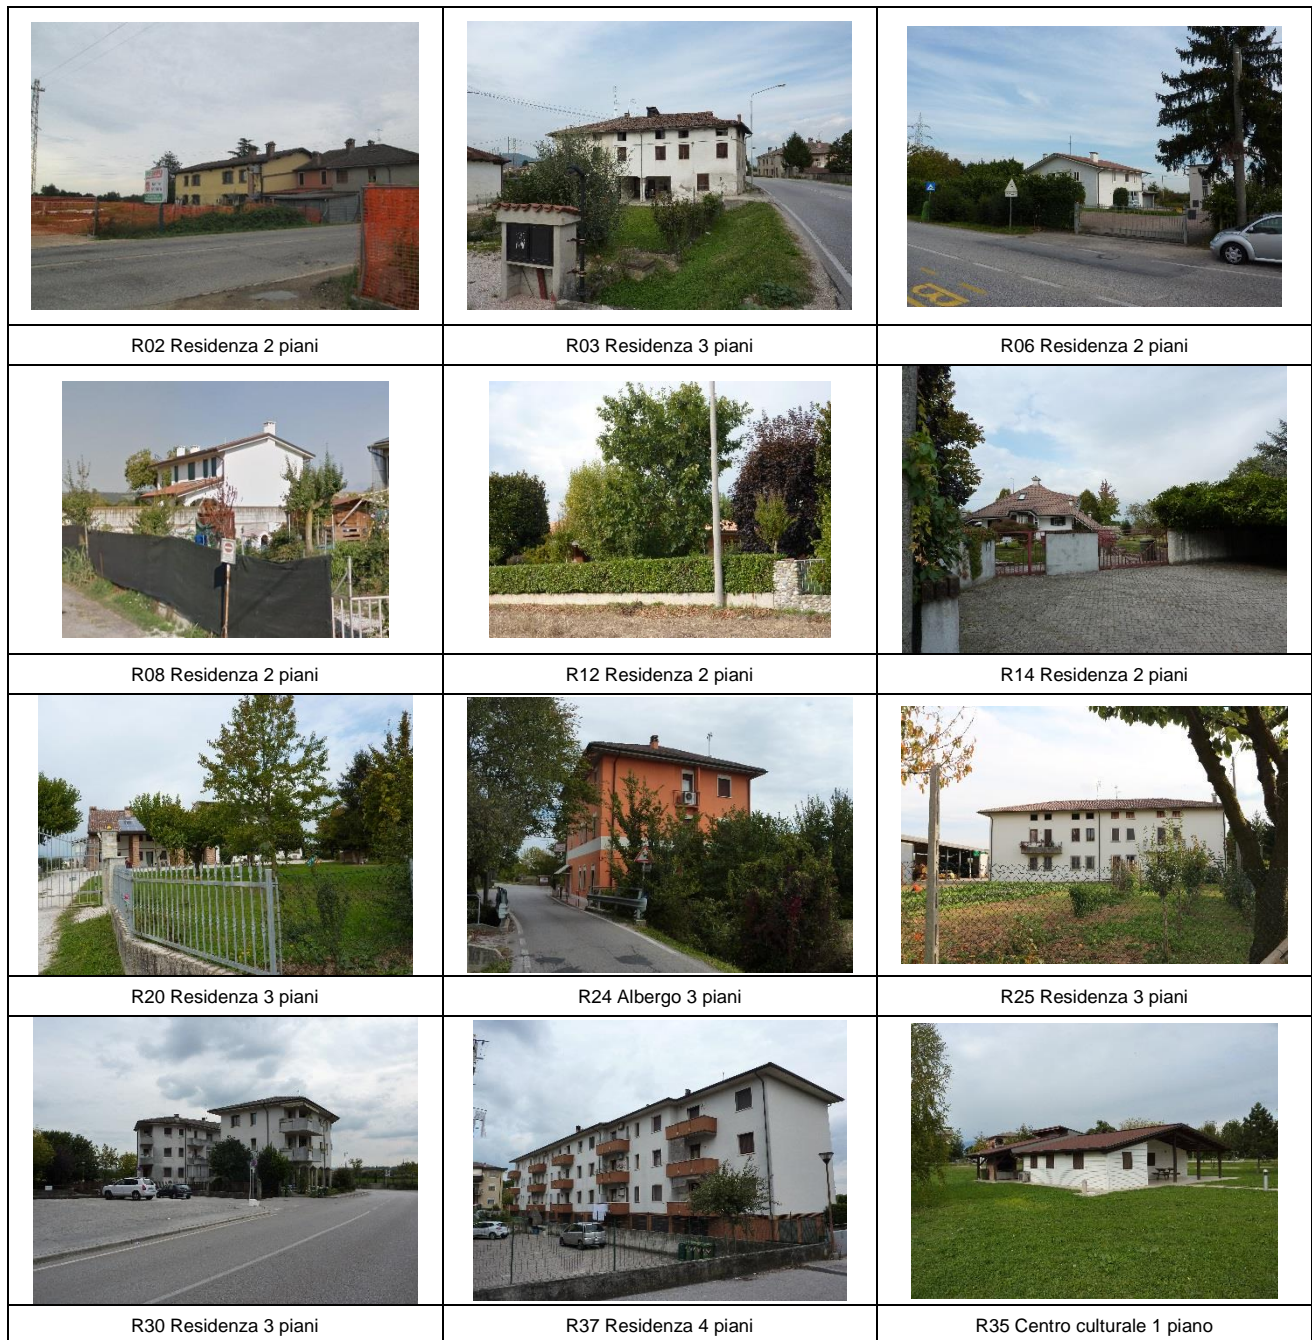 R02 Residenza 2 piani
R03 Residenza 3 piani
R06 Residenza 2 piani
R08 Residenza 2 piani
R12 Residenza 2 piani
R14 Residenza 2 piani
R20 Residenza 3 piani
R24 Albergo 3 piani
R25 Residenza 3 piani
R30 Residenza 3 piani
R37 Residenza 4 piani
R35 Centro culturale 1 piano